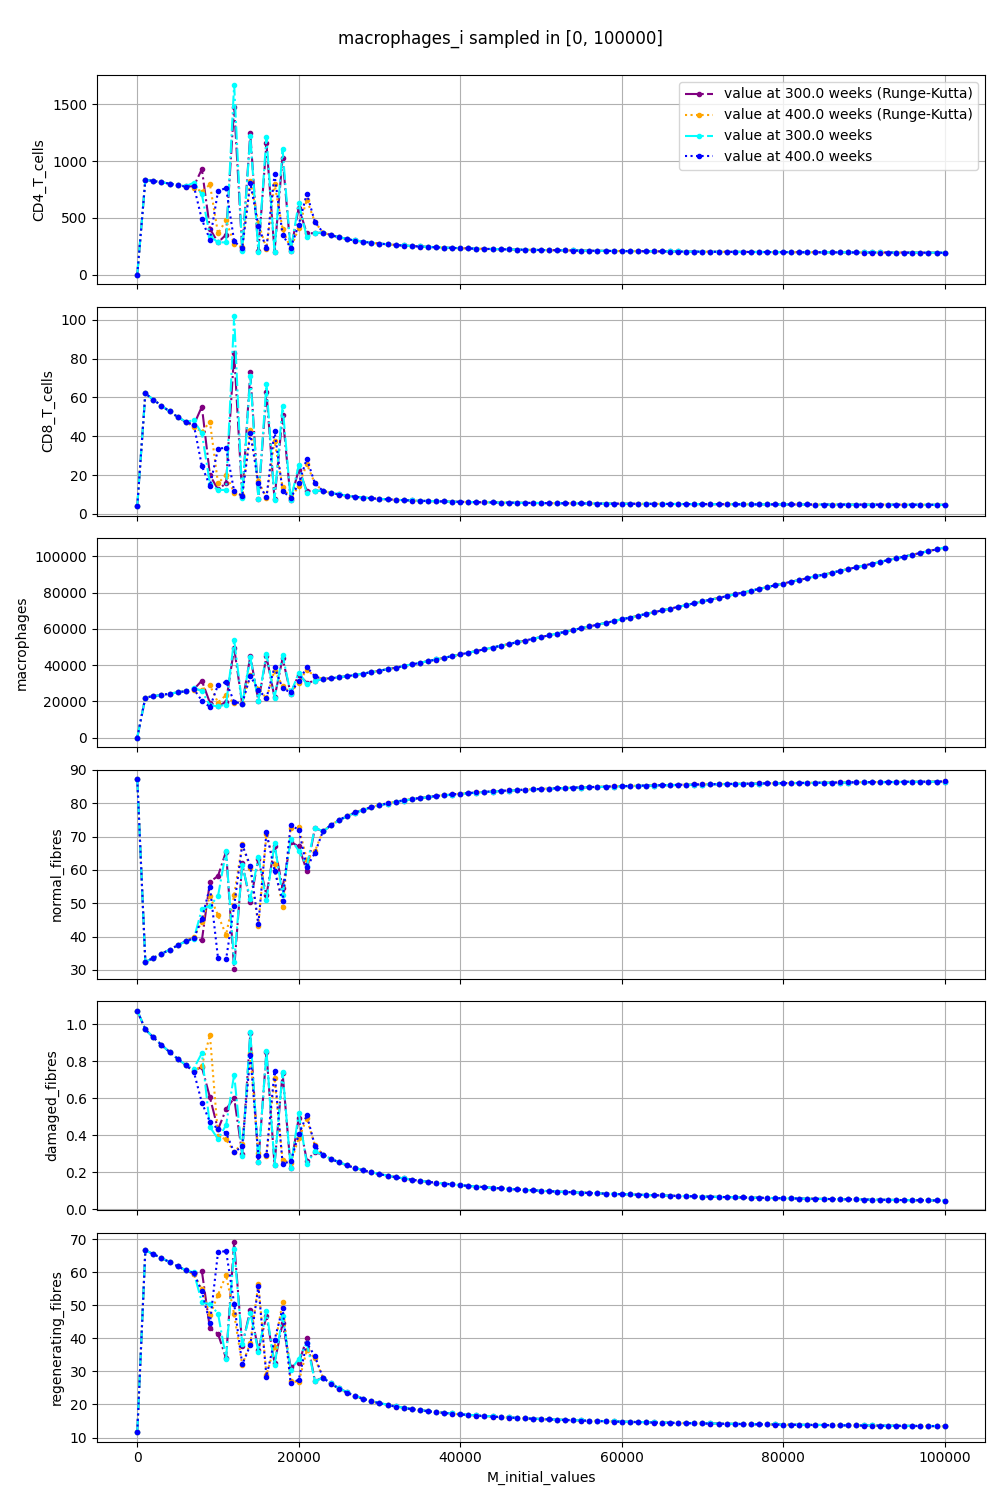 macrophages_i sampled in [0, 100000]
value at 300.0 weeks (Runge-Kutta)
value at 400.0 weeks (Runge-Kutta)
value at 300.0 weeks
value at 400.0 weeks
CD4_T_cells
1500
1000
500
0
CD8_T_cells
100
80
60
40
20
0
macrophages
100000
80000
60000
40000
20000
0
normal_fibres
90
80
70
60
50
40
30
damaged_fibres
1.0
0.8
0.6
0.4
0.2
0.0
regenerating_fibres
70
60
50
40
30
20
10
0 20000 40000 60000 80000 100000
M_initial_values